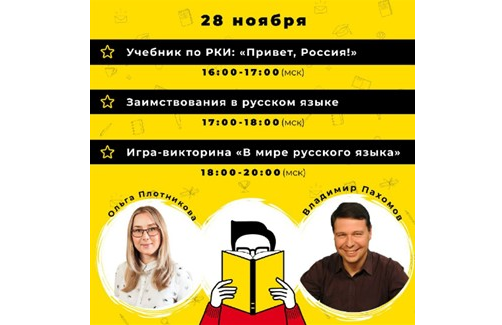 28 ноября
Учебник по РКИ: «Привет, Россия!»
16:00-17:00 (мск)
Заимствования в русском языке
17:00-18:00 (мск)
Игра-викторина «В мире русского языка»
18:00-20:00 (мск)
Ольга Плотникова
Владимир Пахомов